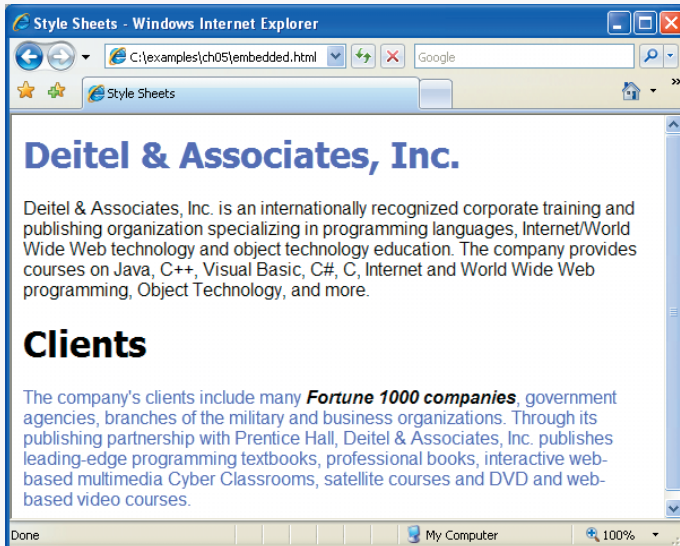 Style Sheets - Windows Internet Explorer
C:\examples\ch05\embedded.html
Google
Style Sheets
Deitel & Associates, Inc.
Deitel & Associates, Inc. is an internationally recognized corporate training and
publishing organization specializing in programming languages, Internet/World
Wide Web technology and object technology education. The company provides
courses on Java, C++, Visual Basic, C#, C, Internet and World Wide Web
programming, Object Technology, and more.
Clients
The company's clients include many Fortune 1000 companies, government
agencies, branches of the military and business organizations. Through its
publishing partnership with Prentice Hall, Deitel & Associates, Inc. publishes
leading-edge programming textbooks, professional books, interactive web-
based multimedia Cyber Classrooms, satellite courses and DVD and web-
based video courses.
Done
My Computer
100%